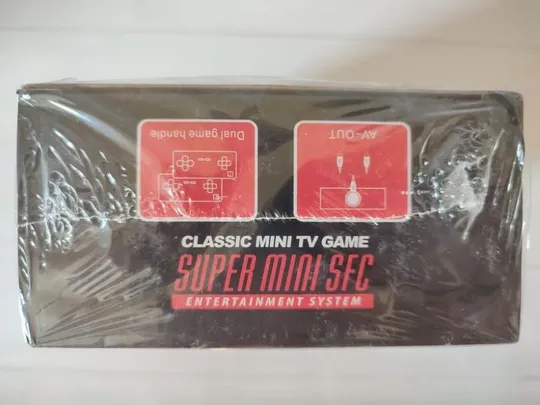 Dual game handle
AV-OUT
CLASSIC MINI TV GAME
SUPER MINI SFC
ENTERTAINMENT SYSTEM